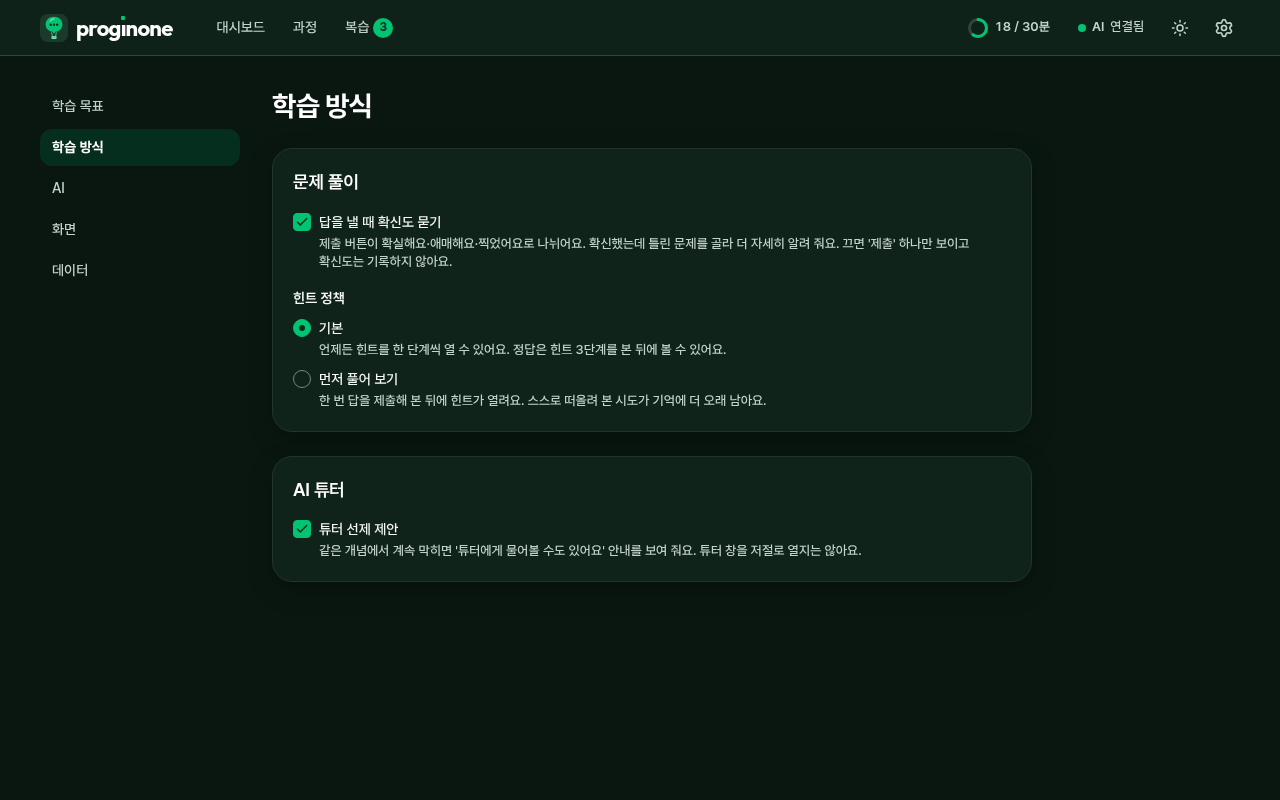 proginone
대시보드
과정
복습 3
18 / 30분
AI 연결됨
학습 목표
학습 방식
AI
화면
데이터
학습 방식
문제 풀이
답을 낼 때 확신도 묻기
제출 버튼이 확실해요·애매해요·찍었어요로 나뉘어요. 확신했는데 틀린 문제를 골라 더 자세히 알려 줘요. 끄면 '제출' 하나만 보이고
확신도는 기록하지 않아요.
힌트 정책
기본
언제든 힌트를 한 단계씩 열 수 있어요. 정답은 힌트 3단계를 본 뒤에 볼 수 있어요.
먼저 풀어 보기
한 번 답을 제출해 본 뒤에 힌트가 열려요. 스스로 떠올려 본 시도가 기억에 더 오래 남아요.
AI 튜터
튜터 선제 제안
같은 개념에서 계속 막히면 '튜터에게 물어볼 수도 있어요' 안내를 보여 줘요. 튜터 창을 저절로 열지는 않아요.